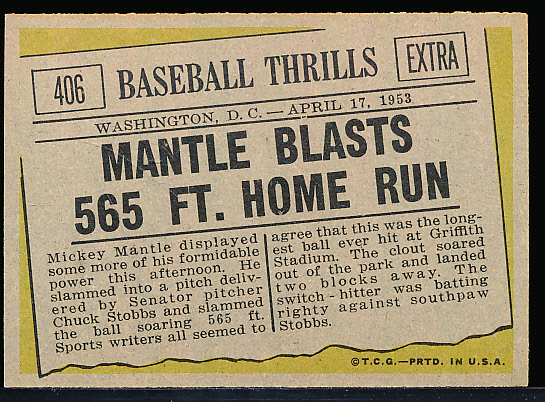 406
BASEBALL THRILLS
EXTRA
WASHINGTON, D. C. — APRIL 17, 1953
MANTLE BLASTS
565 FT. HOME RUN
Mickey Mantle displayed
some more of his formidable
power this afternoon. He
slammed into a pitch deliv-
ered by Senator pitcher
Chuck Stobbs and slammed
the ball soaring 565 ft.
Sports writers all seemed to
agree that this was the long-
est ball ever hit at Griffith
Stadium. The clout soared
out of the park and landed
two blocks away. The
switch-hitter was batting
righty against southpaw
Stobbs.
©T.C.G.—PRTD. IN U.S.A.